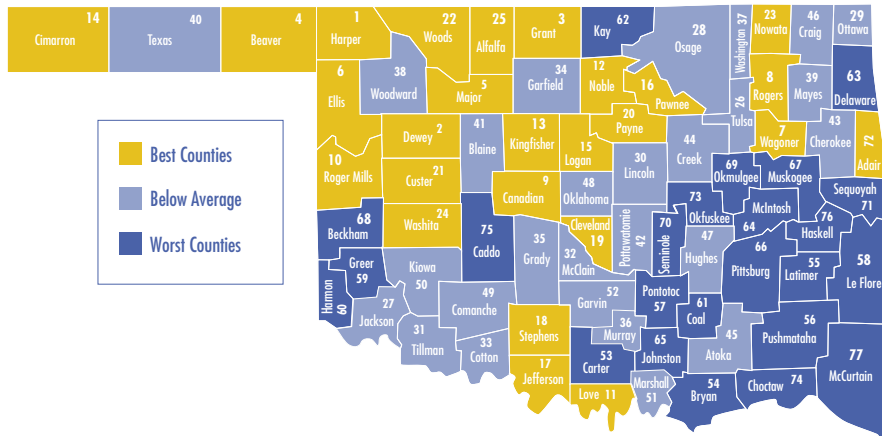 14
Cimarron
40
Texas
4
Beaver
1
Harper
22
Woods
25
Alfalfa
3
Grant
62
Kay
28
Osage
Washington 37
23
Nowata
46
Craig
29
Ottawa
6
Ellis
38
Woodward
5
Major
34
Garfield
12
Noble
16
Pawnee
26
Tulsa
8
Rogers
39
Mayes
63
Delaware
2
Dewey
41
Blaine
13
Kingfisher
15
Logan
20
Payne
44
Creek
7
Wagoner
43
Cherokee
72
Adair
Best Counties
Below Average
Worst Counties
10
Roger Mills
21
Custer
9
Canadian
48
Oklahoma
30
Lincoln
69
Okmulgee
67
Muskogee
Sequoyah
71
68
Beckham
24
Washita
75
Caddo
35
Grady
Cleveland
19
32
McClain
Pottawatomie 42
Seminole 70
73
Okfuskee
McIntosh
64
76
Haskell
47
Hughes
66
Pittsburg
55
Latimer
58
Le Flore
Greer
59
Harmon 60
Kiowa
50
27
Jackson
49
Comanche
31
Tillman
33
Cotton
18
Stephens
17
Jefferson
52
Garvin
36
Murray
Pontotoc
57
61
Coal
53
Carter
65
Johnston
45
Atoka
56
Pushmataha
Love 11
Marshall
51
54
Bryan
Choctaw 74
77
McCurtain